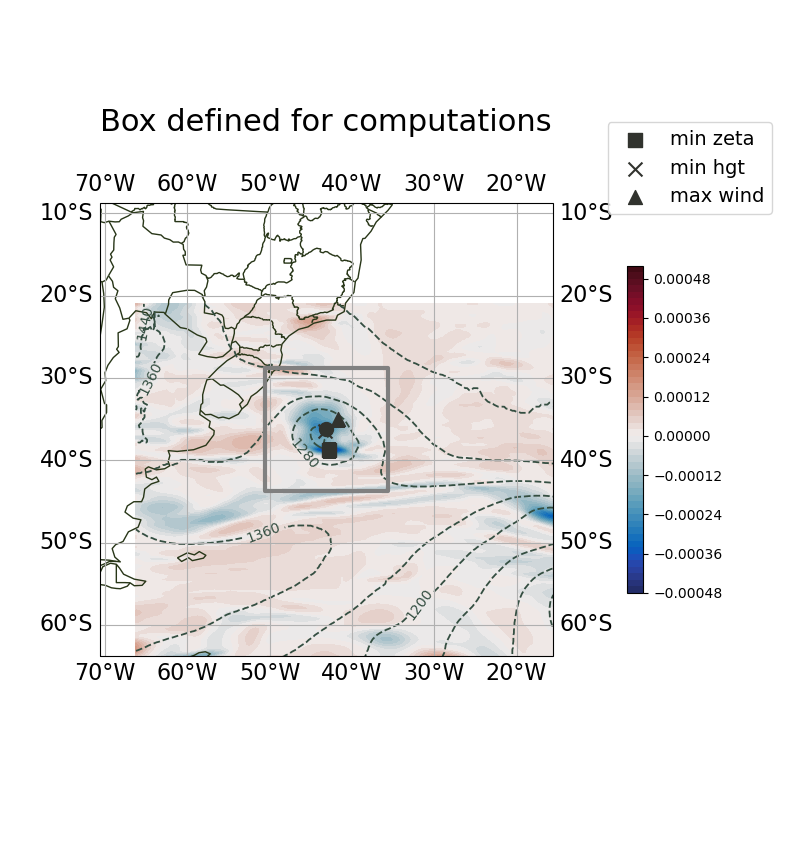 Box defined for computations
min zeta
min hgt
max wind
70°W 60°W 50°W 40°W 30°W 20°W
10°S 10°S
20°S 20°S
30°S 30°S
40°S 40°S
50°S 50°S
60°S 60°S
70°W 60°W 50°W 40°W 30°W 20°W
1440
1360
1280
1360
1200
0.00048
0.00036
0.00024
0.00012
0.00000
−0.00012
−0.00024
−0.00036
−0.00048